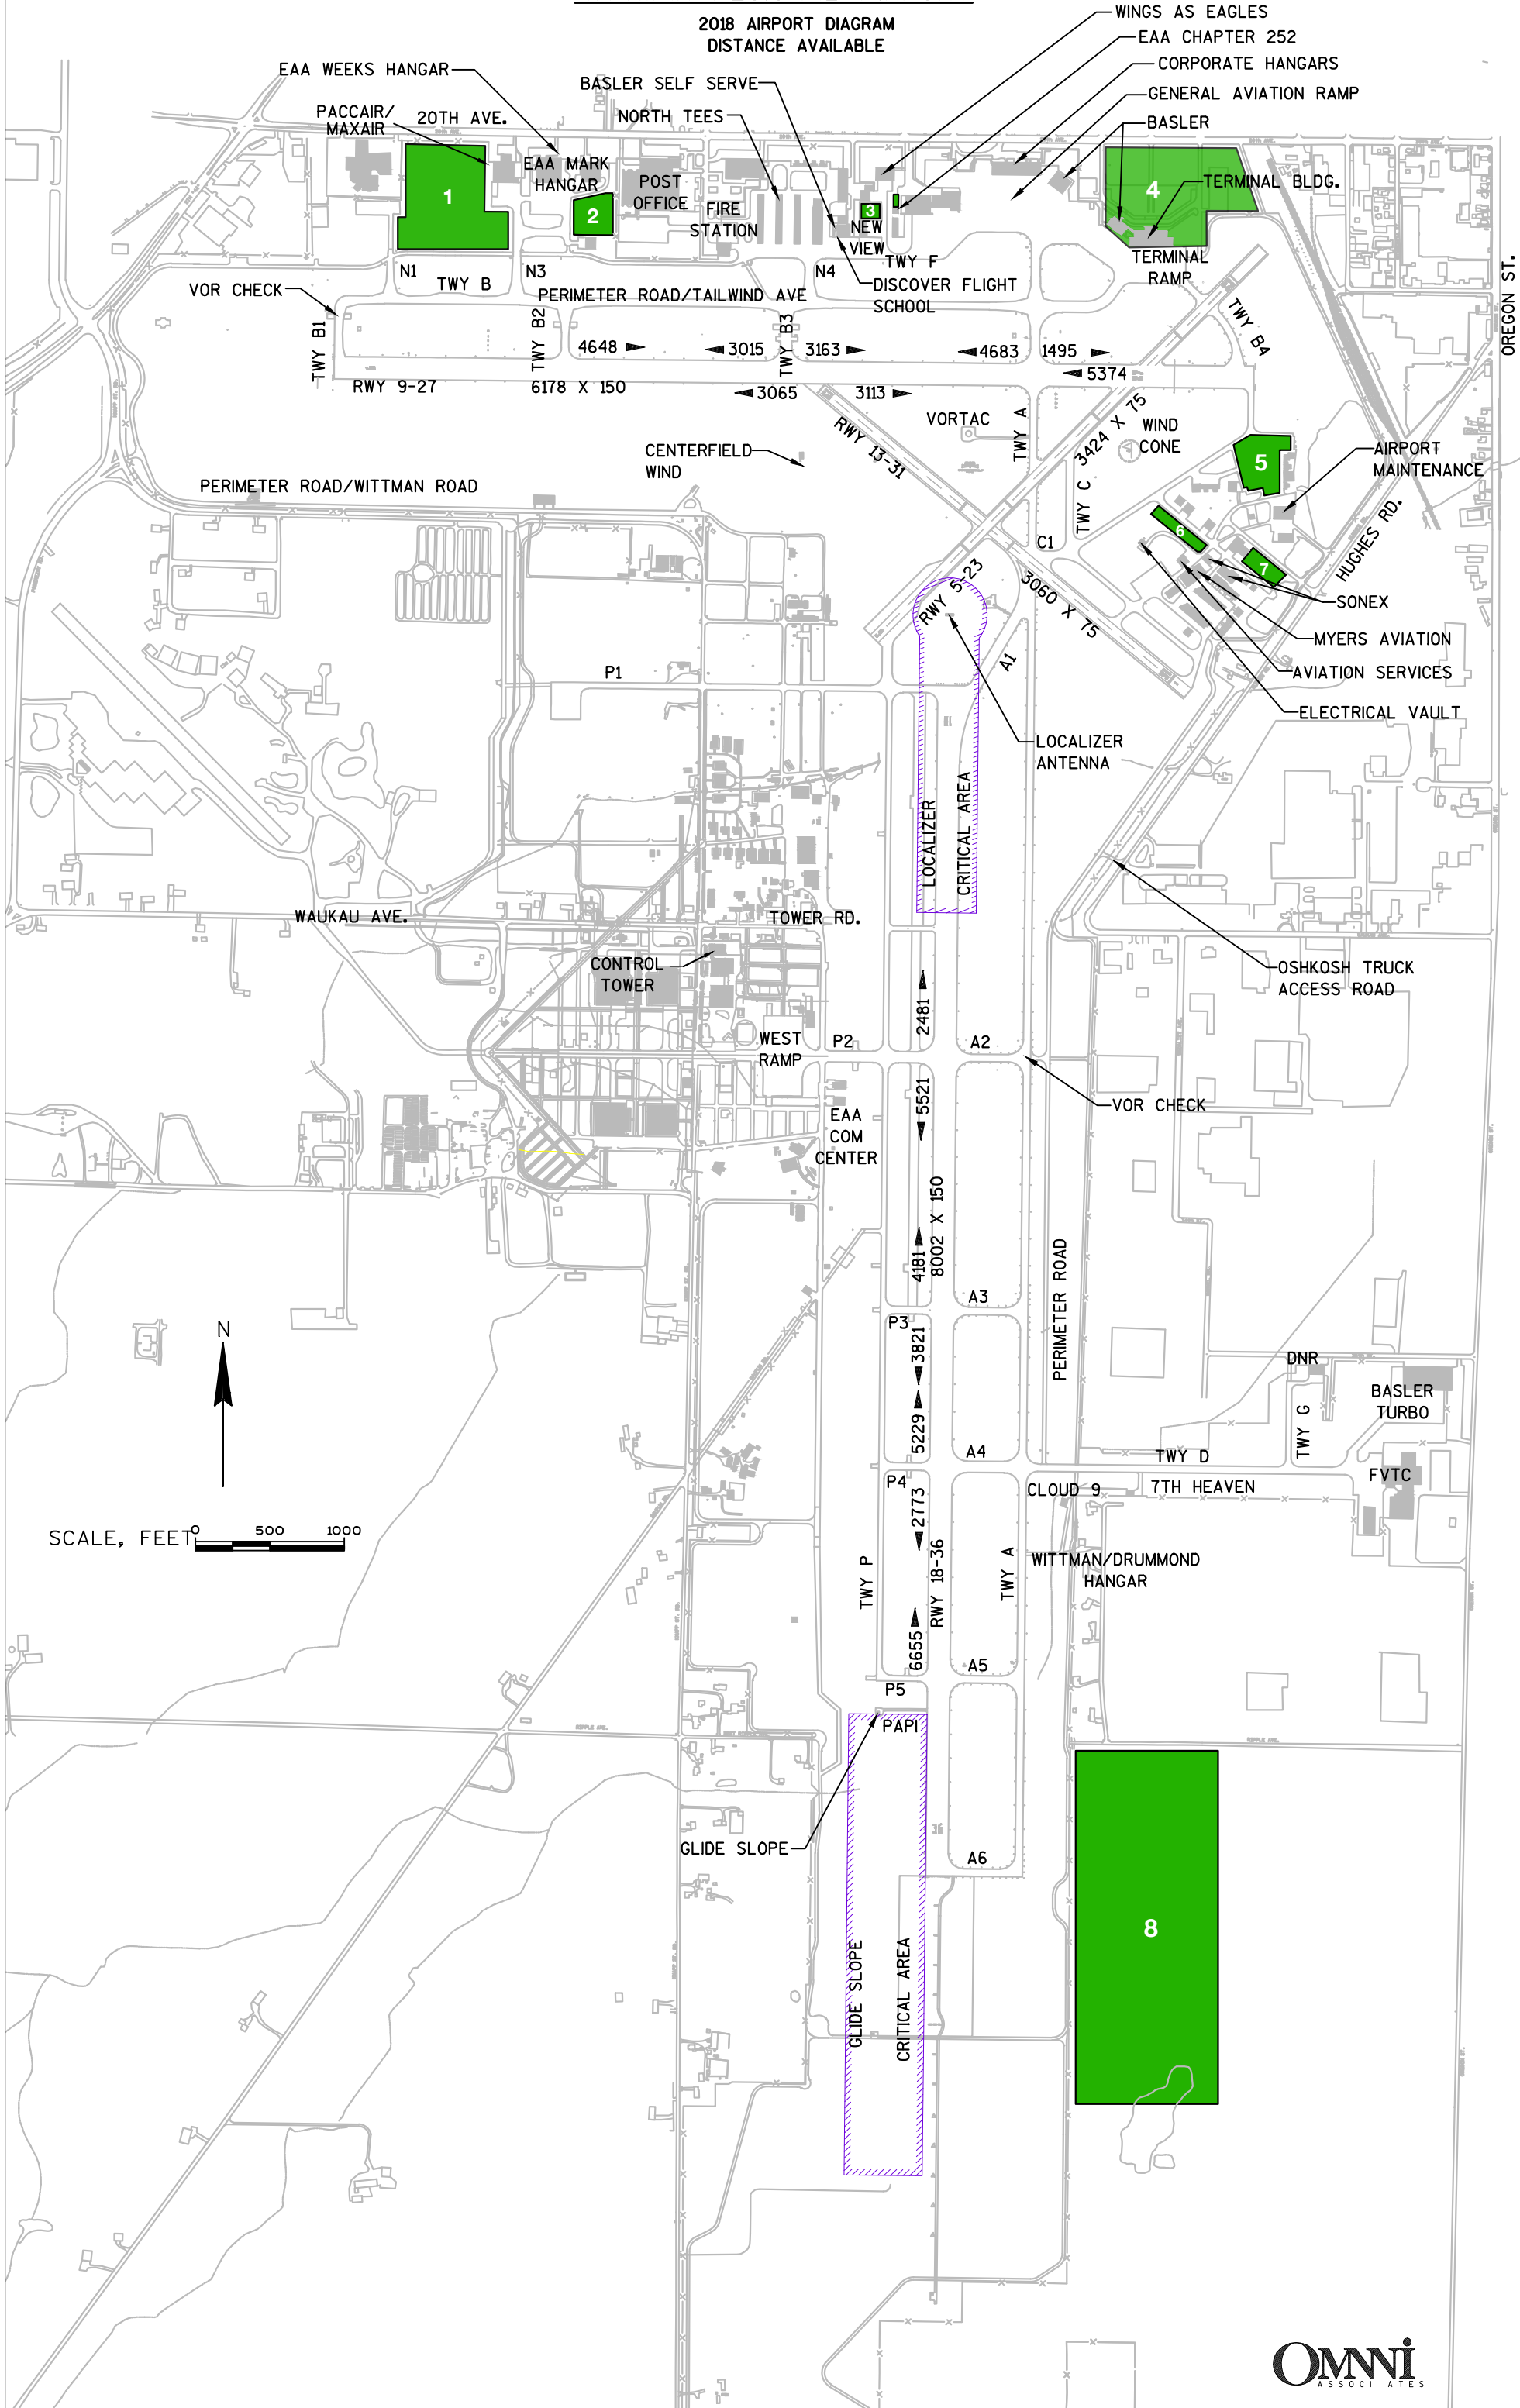 2018 AIRPORT DIAGRAM
DISTANCE AVAILABLE
WINGS AS EAGLES
EAA CHAPTER 252
CORPORATE HANGARS
GENERAL AVIATION RAMP
BASLER
EAA WEEKS HANGAR
BASLER SELF SERVE
PACCAIR/
MAXAIR
20TH AVE.
NORTH TEES
EAA MARK
HANGAR
POST
OFFICE
FIRE
STATION
1
2
3
4
TERMINAL BLDG.
NEW
VIEW
TWY F
TERMINAL
RAMP
N1
N3
N4
TWY B
VOR CHECK
PERIMETER ROAD/TAILWIND AVE
DISCOVER FLIGHT
SCHOOL
OREGON ST.
TWY B1
TWY B2
TWY B3
TWY B4
4648
3015
3163
4683
1495
5374
RWY 9-27
6178 X 150
3065
3113
VORTAC
TWY A
3424 X 75
WIND
CONE
RWY 13-31
CENTERFIELD
WIND
5
AIRPORT
MAINTENANCE
PERIMETER ROAD/WITTMAN ROAD
TWY C
C1
6
7
HUGHES RD.
RWY 5-23
3060 X 75
SONEX
MYERS AVIATION
AVIATION SERVICES
ELECTRICAL VAULT
P1
A1
LOCALIZER
ANTENNA
LOCALIZER
CRITICAL AREA
WAUKAU AVE.
TOWER RD.
CONTROL
TOWER
OSHKOSH TRUCK
ACCESS ROAD
2481
WEST
RAMP
P2
A2
VOR CHECK
5521
EAA
COM
CENTER
8002 X 150
4181
PERIMETER ROAD
A3
P3
3821
N
DNR
BASLER
TURBO
5229
A4
TWY D
TWY G
P4
CLOUD 9
7TH HEAVEN
FVTC
2773
SCALE, FEET
0
500
1000
TWY P
RWY 18-36
TWY A
WITTMAN/DRUMMOND
HANGAR
6655
A5
P5
PAPI
GLIDE SLOPE
A6
8
GLIDE SLOPE
CRITICAL AREA
OMNNI
ASSOCIATES